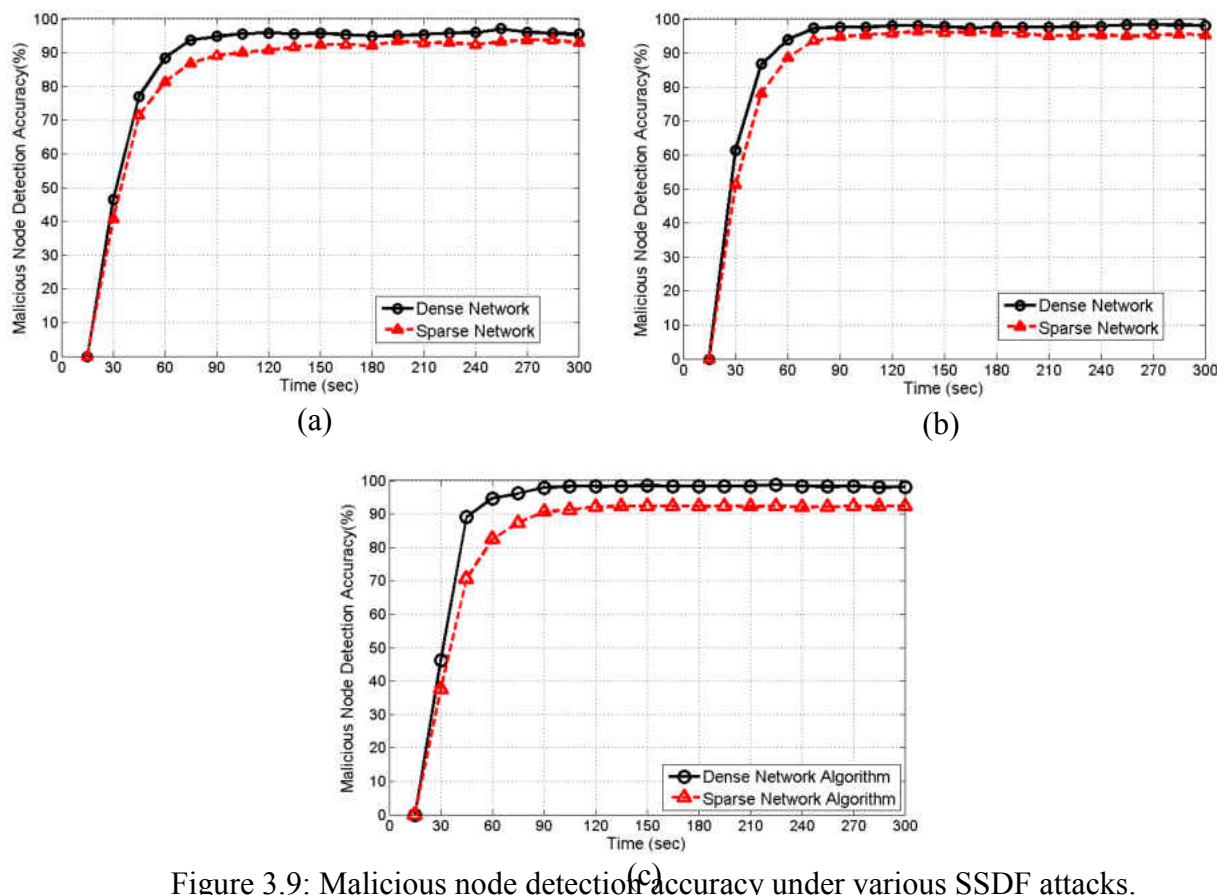 Malicious Node Detection Accuracy(%)
100
90
80
70
60
50
40
30
20
10
0
0 30 60 90 120 150 180 210 240 270 300
Time (sec)
Dense Network
Sparse Network
(a)
Malicious Node Detection Accuracy(%)
100
90
80
70
60
50
40
30
20
10
0
0 30 60 90 120 150 180 210 240 270 300
Time (sec)
Dense Network
Sparse Network
(b)
Malicious Node Detection Accuracy(%)
100
90
80
70
60
50
40
30
20
10
0
0 30 60 90 120 150 180 210 240 270 300
Time (sec)
Dense Network Algorithm
Sparse Network Algorithm
(c)
Figure 3.9: Malicious node detection accuracy under various SSDF attacks.